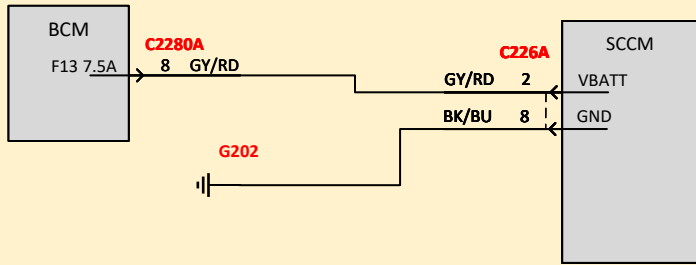 BCM
C2280A
F13 7.5A
8 GY/RD
C226A
SCCM
GY/RD 2
VBATT
BK/BU 8
GND
G202